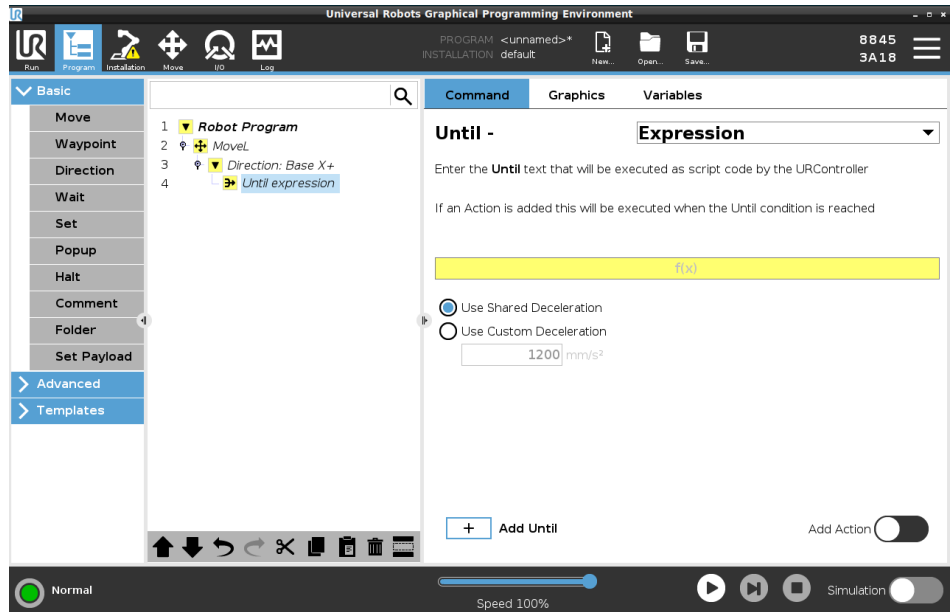 Universal Robots Graphical Programming Environment
UR
PROGRAM <unnamed>*
INSTALLATION default
8845
3A18
Run Program Installation Move I/O Log New... Open... Save...
Basic
Move
Waypoint
Direction
Wait
Set
Popup
Halt
Comment
Folder
Set Payload
Advanced
Templates
1 Robot Program
2 MoveL
3 Direction: Base X+
4 Until expression
Command Graphics Variables
Until - Expression
Enter the Until text that will be executed as script code by the URController
If an Action is added this will be executed when the Until condition is reached
f(x)
Use Shared Deceleration
Use Custom Deceleration
1200 mm/s²
+ Add Until
Add Action
Normal
Speed 100%
Simulation